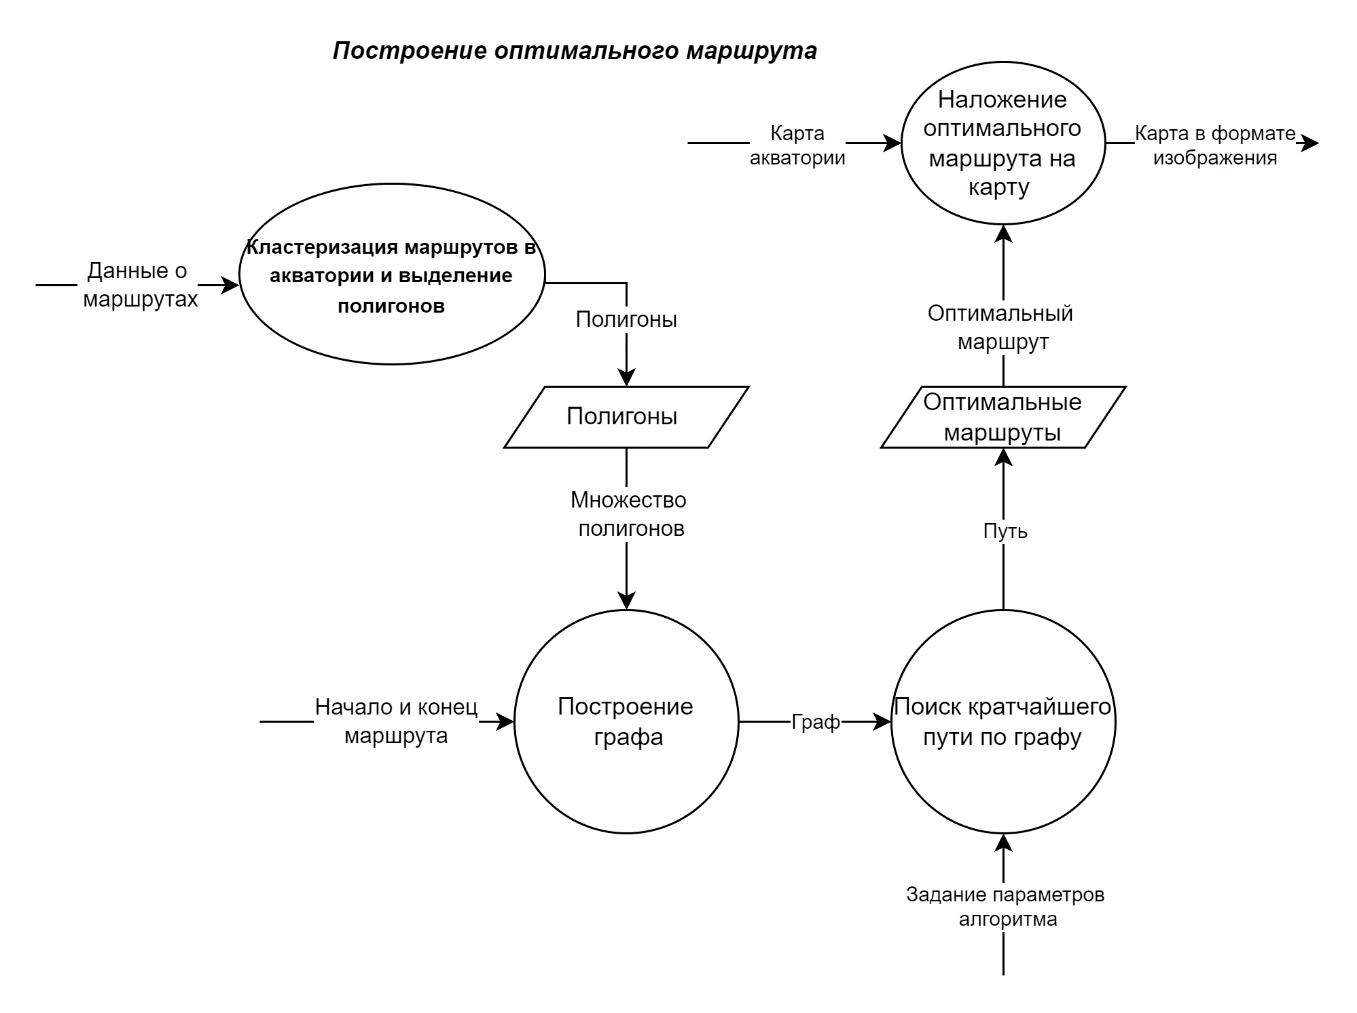 Построение оптимального маршрута
Наложение
оптимального
маршрута на
карту
Карта
акватории
Карта в формате
изображения
Кластеризация маршрутов в
акватории и выделение
полигонов
Данные о
маршрутах
Полигоны
Оптимальный
маршрут
Полигоны
Оптимальные
маршруты
Множество
полигонов
Путь
Начало и конец
маршрута
Построение
графа
Граф
Поиск кратчайшего
пути по графу
Задание параметров
алгоритма